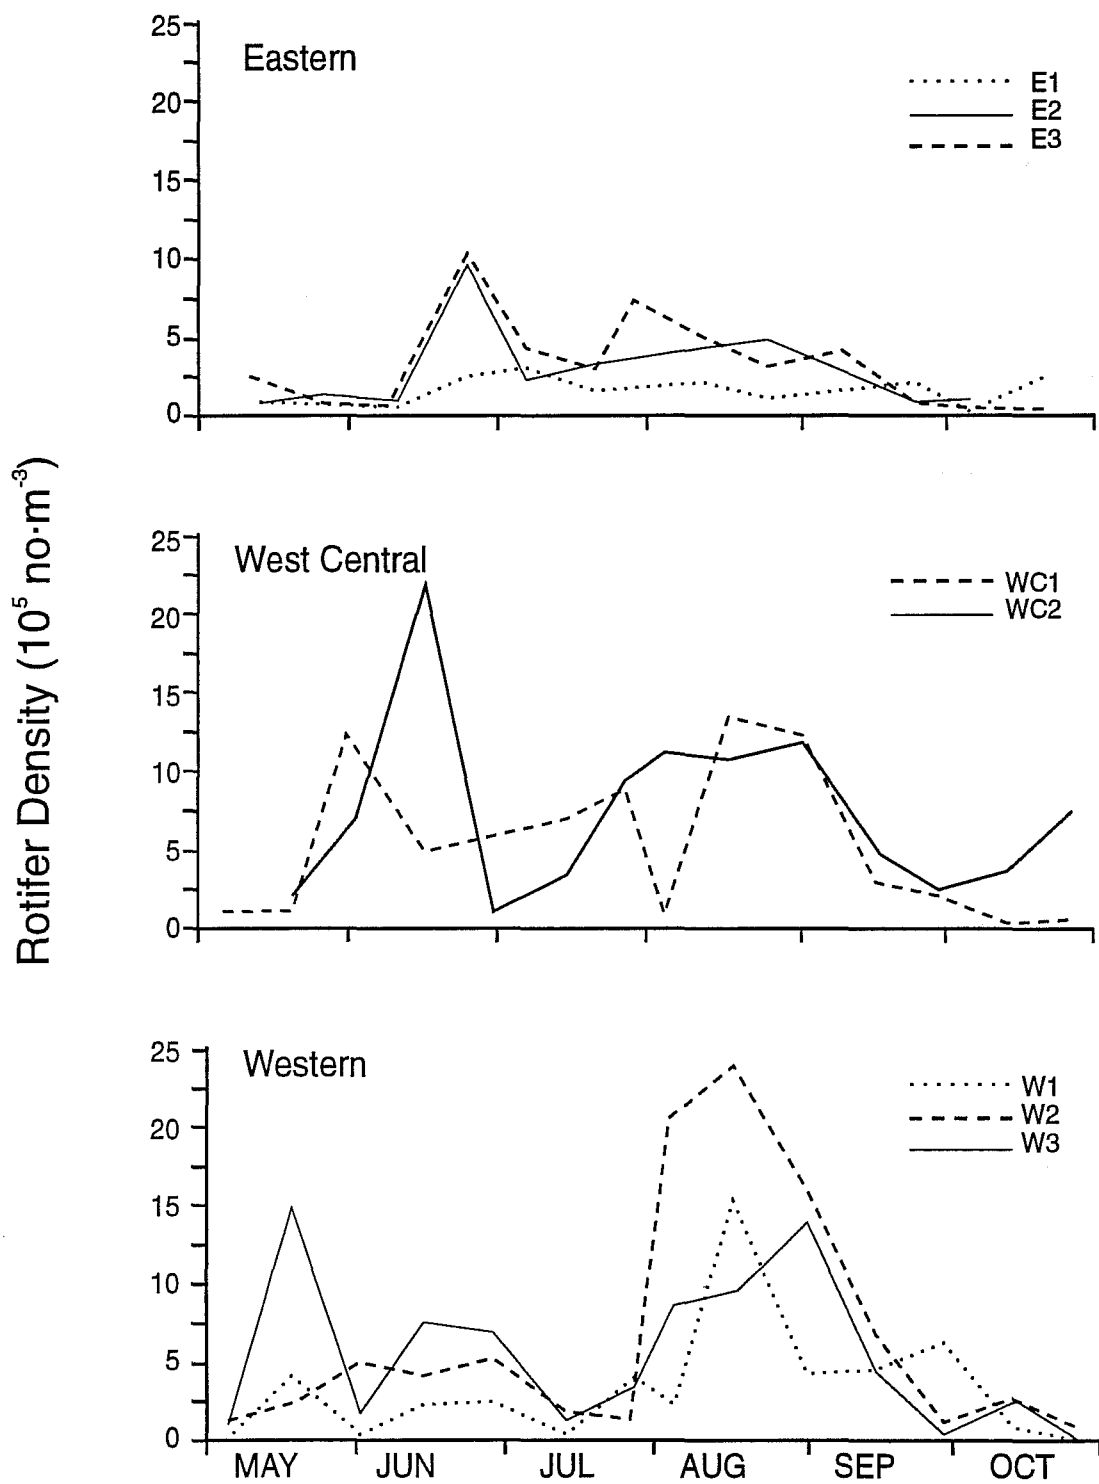 Rotifer Density (10⁵ no·m⁻³)
25
20
15
10
5
0
Eastern
E1
E2
E3
25
20
15
10
5
0
West Central
WC1
WC2
25
20
15
10
5
0
Western
W1
W2
W3
MAY JUN JUL AUG SEP OCT